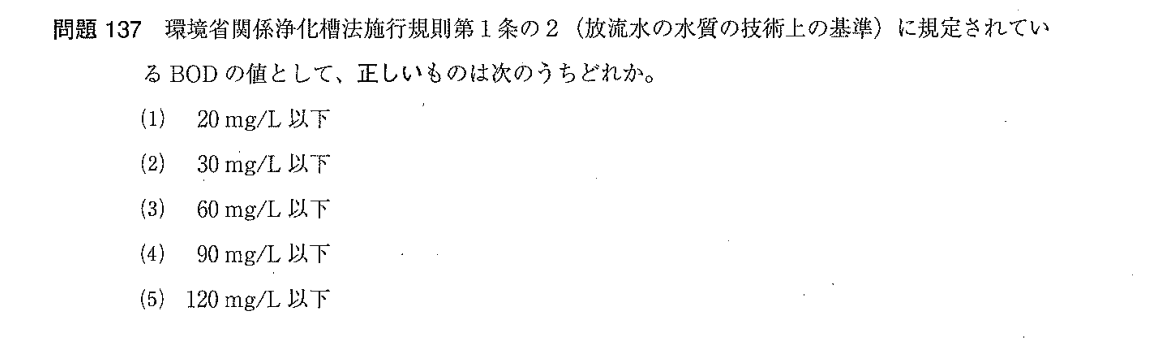 問題 137　環境省関係浄化槽法施行規則第1条の2（放流水の水質の技術上の基準）に規定されてい
る BOD の値として、正しいものは次のうちどれか。
(1)　20 mg/L 以下
(2)　30 mg/L 以下
(3)　60 mg/L 以下
(4)　90 mg/L 以下
(5)　120 mg/L 以下